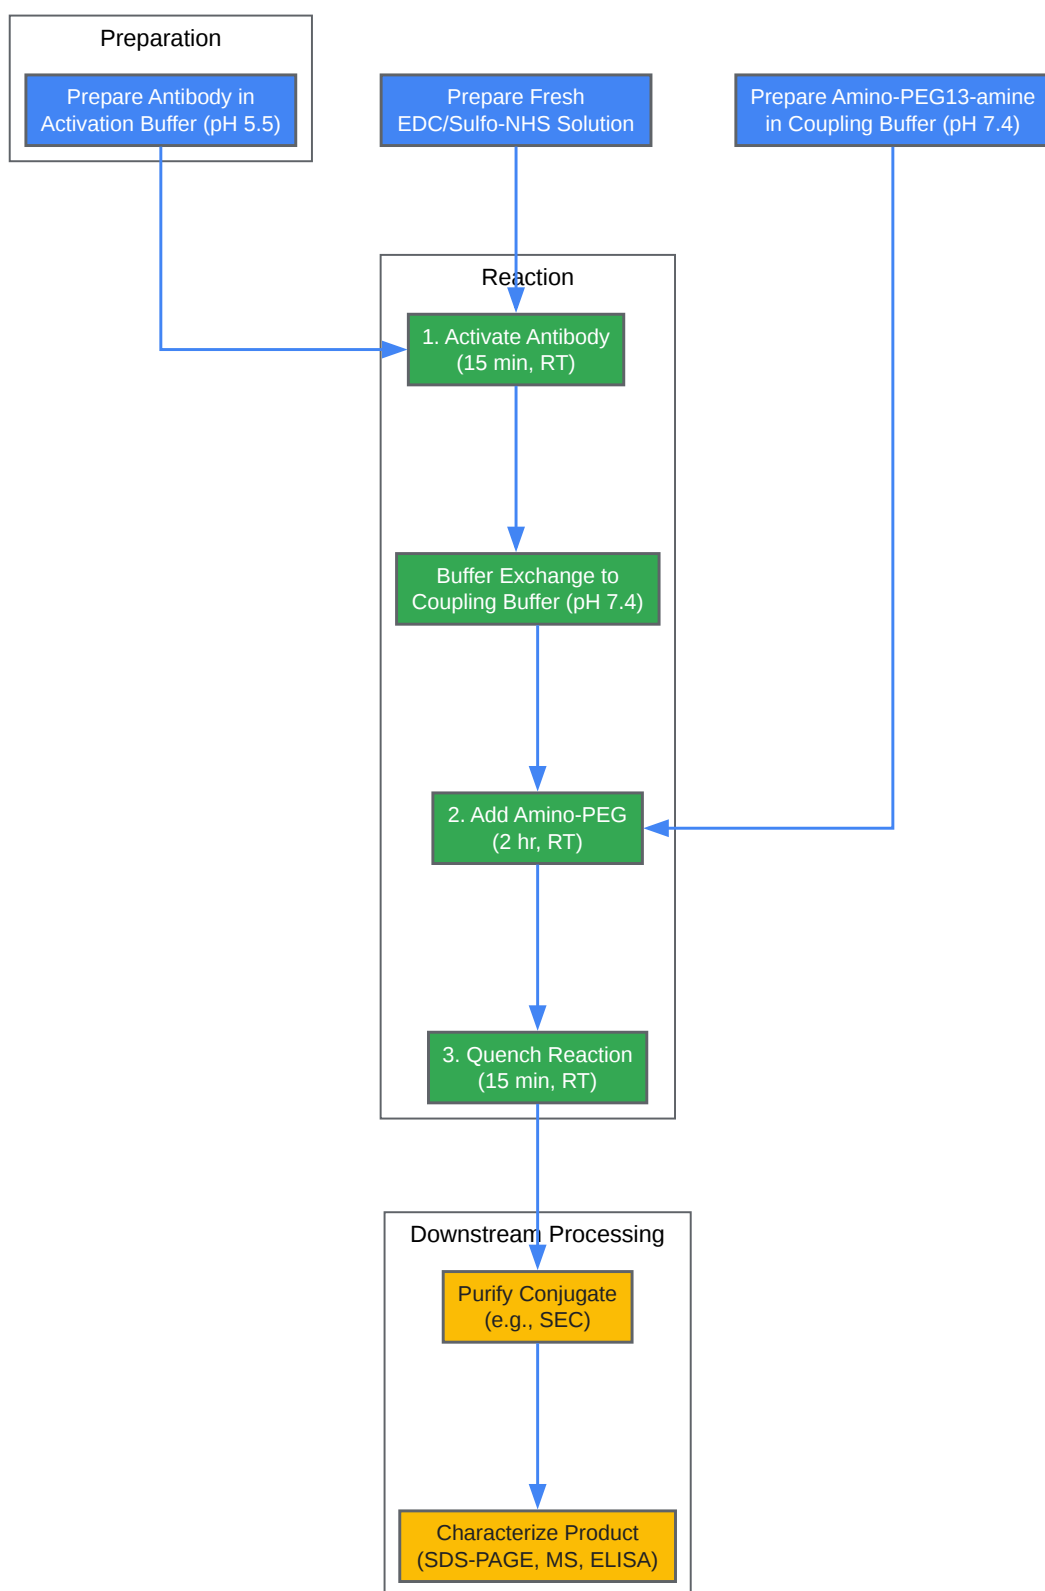 Preparation
Prepare Antibody in
Activation Buffer (pH 5.5)
Prepare Fresh
EDC/Sulfo-NHS Solution
Prepare Amino-PEG13-amine
in Coupling Buffer (pH 7.4)
Reaction
1. Activate Antibody
(15 min, RT)
Buffer Exchange to
Coupling Buffer (pH 7.4)
2. Add Amino-PEG
(2 hr, RT)
3. Quench Reaction
(15 min, RT)
Downstream Processing
Purify Conjugate
(e.g., SEC)
Characterize Product
(SDS-PAGE, MS, ELISA)